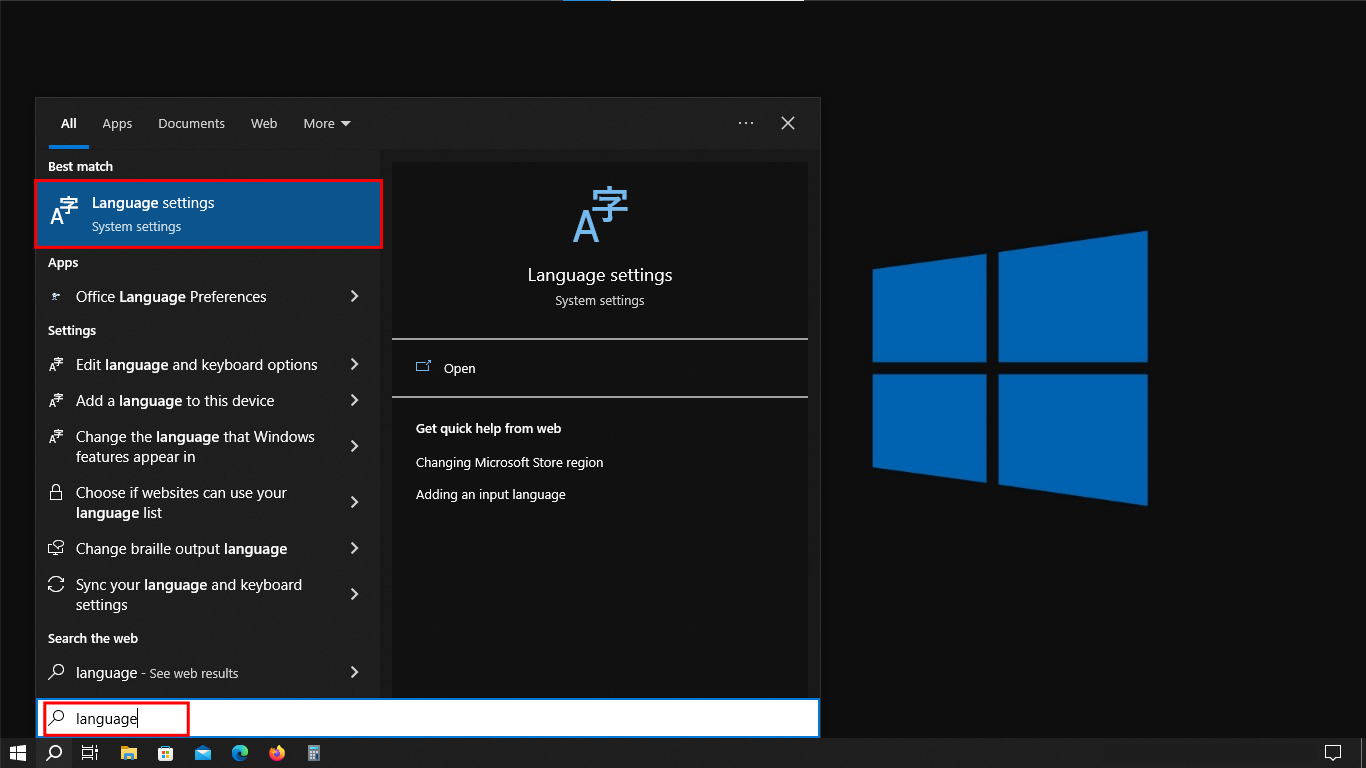 All Apps Documents Web More
Best match
Language settings
System settings
Apps
Office Language Preferences
Settings
Edit language and keyboard options
Add a language to this device
Change the language that Windows
features appear in
Choose if websites can use your
language list
Change braille output language
Sync your language and keyboard
settings
Search the web
language - See web results
language
A字
Language settings
System settings
Open
Get quick help from web
Changing Microsoft Store region
Adding an input language